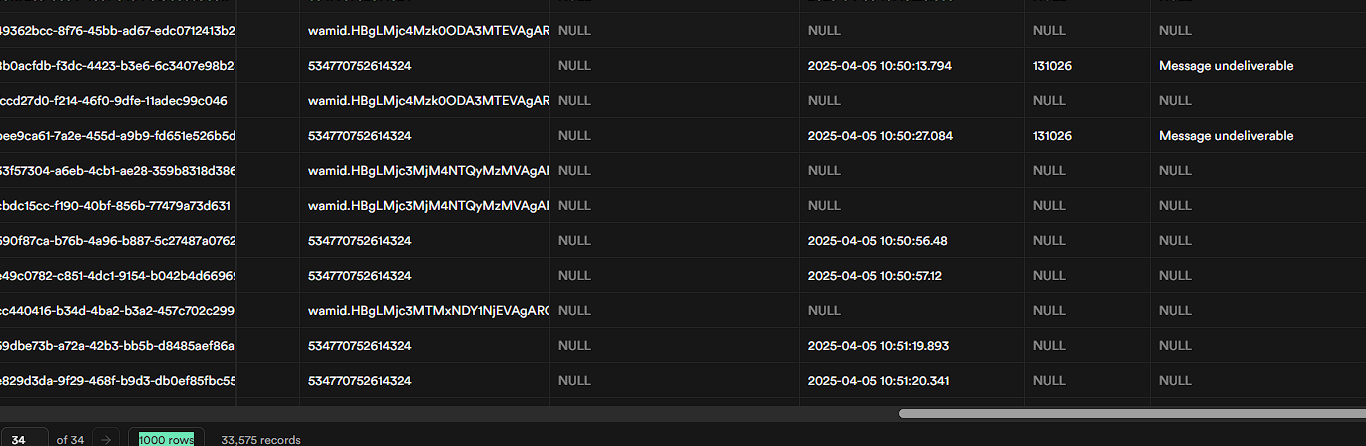 49362bcc-8f76-45bb-ad67-edc0712413b2 wamid.HBgLMjc4Mzk0ODA3MTEVAgAR NULL NULL NULL NULL
8b0acfdb-f3dc-4423-b3e6-6c3407e98b2 534770752614324 NULL 2025-04-05 10:50:13.794 131026 Message undeliverable
ccd27d0-f214-46f0-9dfe-11adec99c046 wamid.HBgLMjc4Mzk0ODA3MTEVAgAR NULL NULL NULL NULL
bee9ca61-7a2e-455d-a9b9-fd651e526b5d 534770752614324 NULL 2025-04-05 10:50:27.084 131026 Message undeliverable
33f57304-a6eb-4cb1-ae28-359b8318d386 wamid.HBgLMjc3MjM4NTQyMzMVAgAR NULL NULL NULL NULL
cbdc15cc-f190-40bf-856b-77479a73d631 wamid.HBgLMjc3MjM4NTQyMzMVAgAR NULL NULL NULL NULL
590f87ca-b76b-4a96-b887-5c27487a0762 534770752614324 NULL 2025-04-05 10:50:56.48 NULL NULL
e49c0782-c851-4dc1-9154-b042b4d6696 534770752614324 NULL 2025-04-05 10:50:57.12 NULL NULL
cc440416-b34d-4ba2-b3a2-457c702c299 wamid.HBgLMjc3MTMxNDY1NjEVAgARG NULL NULL NULL NULL
59dbe73b-a72a-42b3-bb5b-d8485aef86a 534770752614324 NULL 2025-04-05 10:51:19.893 NULL NULL
e829d3da-9f29-468f-b9d3-db0ef85fbc55 534770752614324 NULL 2025-04-05 10:51:20.341 NULL NULL
34 of 34 → 1000 rows 33,575 records